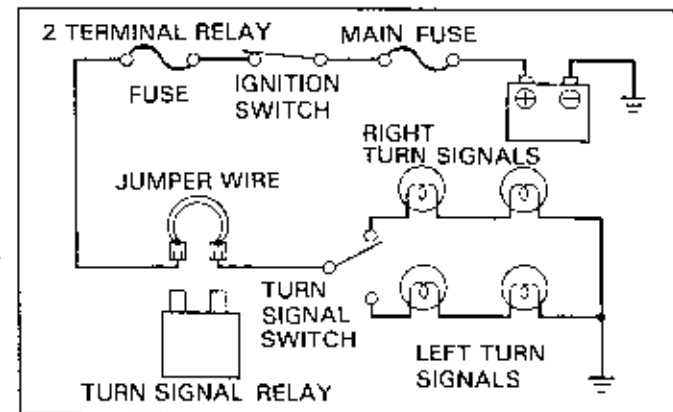 2 TERMINAL RELAY
MAIN FUSE
FUSE
IGNITION
SWITCH
RIGHT
TURN SIGNALS
JUMPER WIRE
TURN
SIGNAL
SWITCH
LEFT TURN
SIGNALS
TURN SIGNAL RELAY